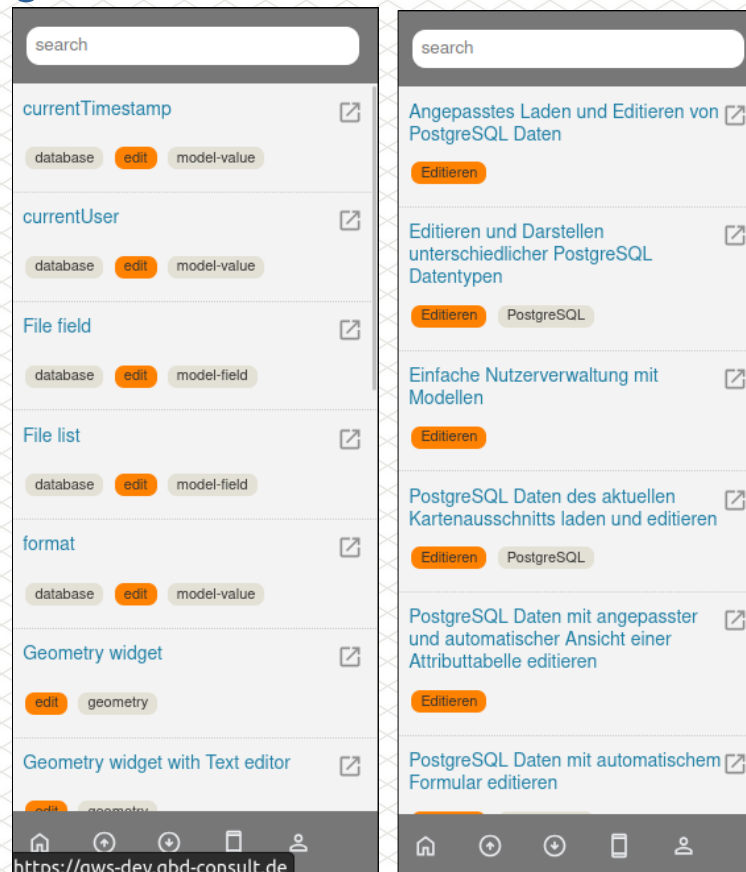 search
currentTimestamp
database edit model-value
currentUser
database edit model-value
File field
database edit model-field
File list
database edit model-field
format
database edit model-value
Geometry widget
edit geometry
Geometry widget with Text editor
edit geometry
https://gws-dev.gbd-consult.de
search
Angepasstes Laden und Editieren von
PostgreSQL Daten
Editieren
Editieren und Darstellen
unterschiedlicher PostgreSQL
Datentypen
Editieren PostgreSQL
Einfache Nutzerverwaltung mit
Modellen
Editieren
PostgreSQL Daten des aktuellen
Kartenausschnitts laden und editieren
Editieren PostgreSQL
PostgreSQL Daten mit angepasster
und automatischer Ansicht einer
Attributtabelle editieren
Editieren
PostgreSQL Daten mit automatischem
Formular editieren